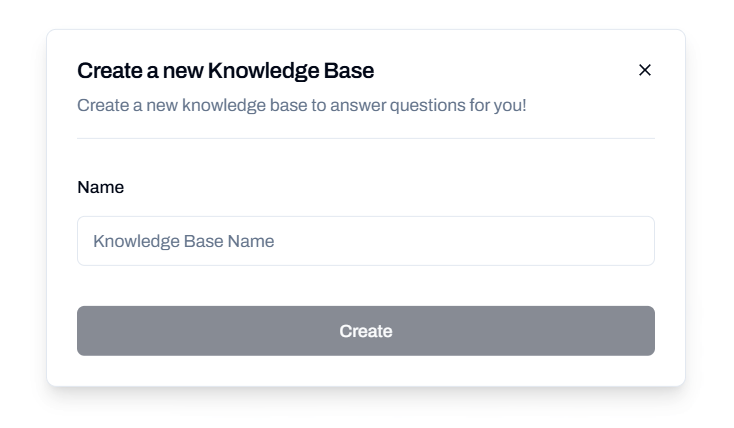 Create a new Knowledge Base
Create a new knowledge base to answer questions for you!
Name
Knowledge Base Name
Create